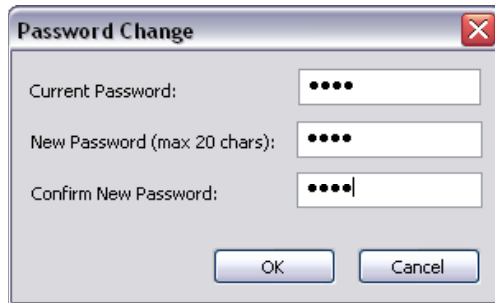 Password Change
Current Password: ••••
New Password (max 20 chars): ••••
Confirm New Password: ••••
OK Cancel